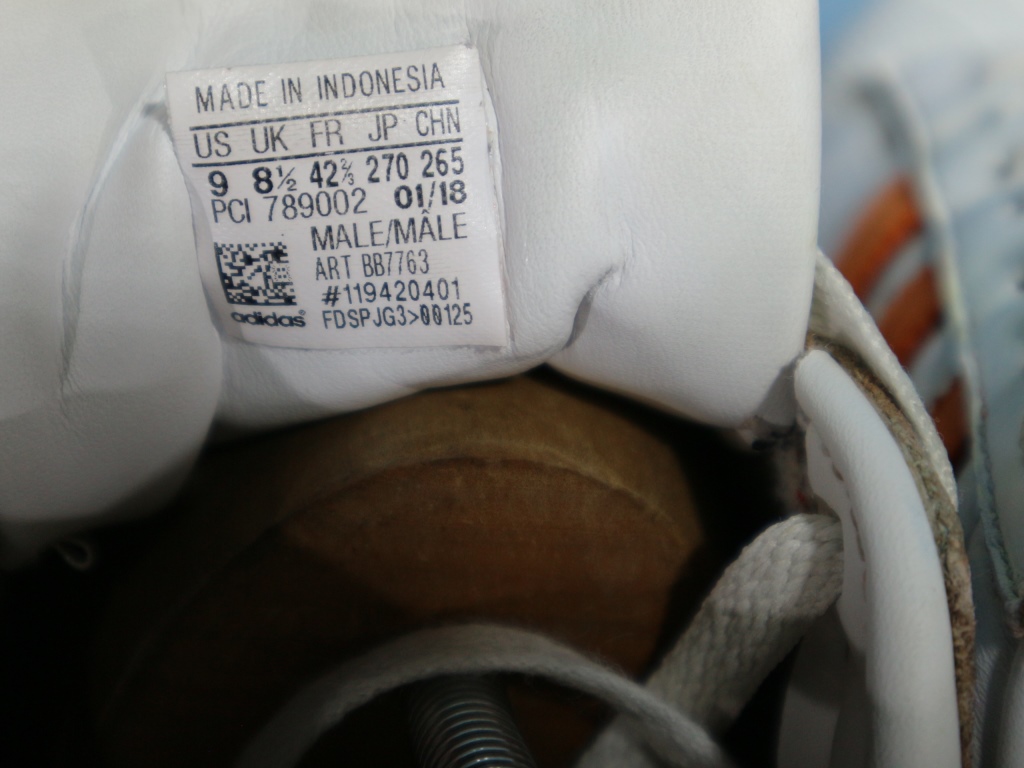 MADE IN INDONESIA
US UK FR JP CHN
9 8½ 42⅔ 270 265
PCI 789002 01/18
MALE/MÂLE
ART BB7763
#119420401
adidas® FDSPJG3>00125